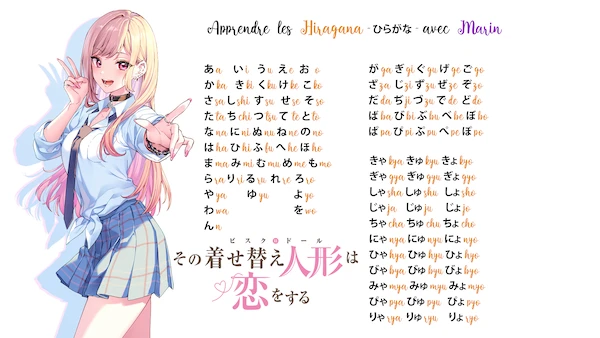 Apprendre les Hiragana - ひらがな - avec Marin
あa いi うu えe おo
かka きki くku けke こko
さsa しshi すsu せse そso
たta ちchi つtsu てte とto
なna にni ぬnu ねne のno
はha ひhi ふfu へhe ほho
まma みmi むmu めme もmo
らra りri るru れre ろro
やya ゆyu よyo
わwa をwo
んn
がga ぎgi ぐgu げge ごgo
ざza じji ずzu ぜze ぞzo
だda ぢji づzu でde どdo
ばba びbi ぶbu べbe ぼbo
ぱpa ぴpi ぷpu ぺpe ぽpo
きゃkya きゅkyu きょkyo
ぎゃgya ぎゅgyu ぎょgyo
しゃsha しゅshu しょsho
じゃja じゅju じょjo
ちゃcha ちゅchu ちょcho
にゃnya にゅnyu にょnyo
ひゃhya ひゅhyu ひょhyo
びゃbya びゅbyu びょbyo
みゃmya みゅmyu みょmyo
ぴゃpya ぴゅpyu ぴょpyo
りゃrya りゅryu りょryo
ビスク・ドール
その着せ替え人形は
恋をする